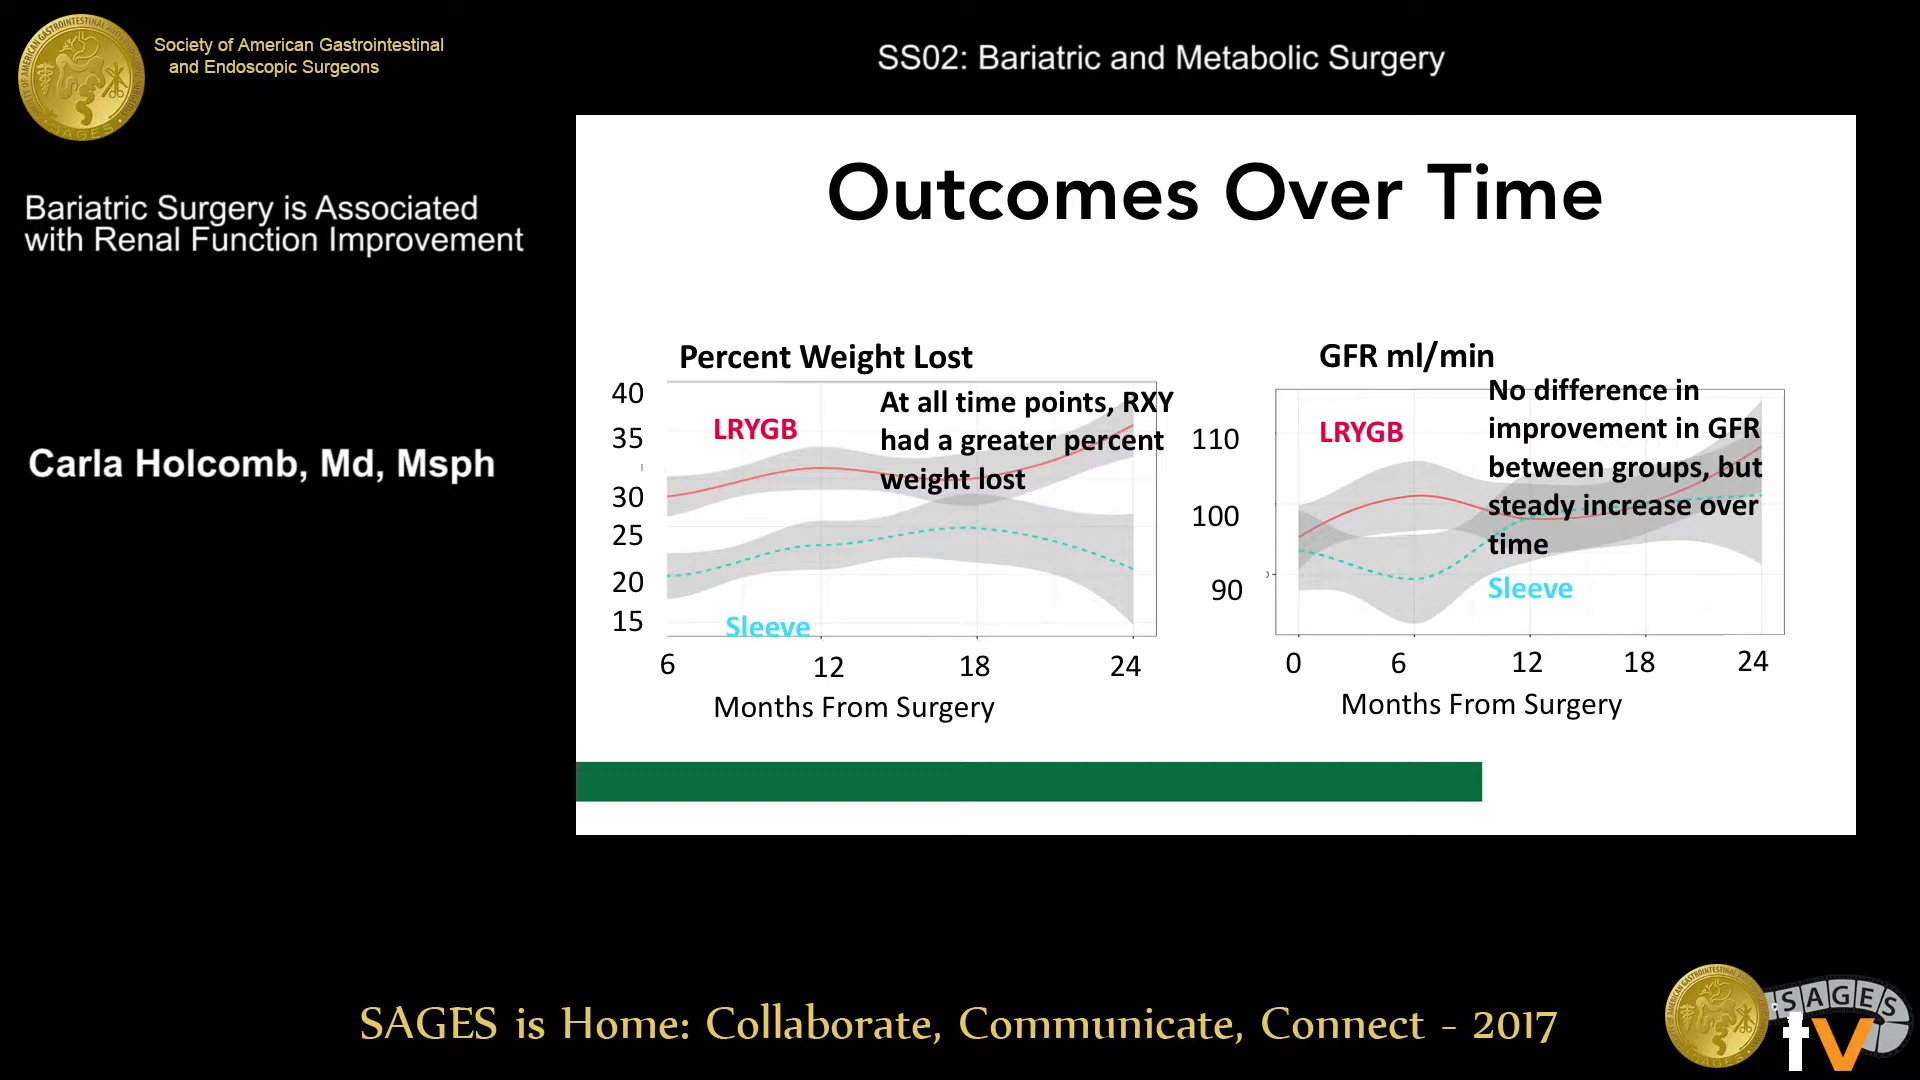 Society of American Gastrointestinal
and Endoscopic Surgeons
SS02: Bariatric and Metabolic Surgery
Bariatric Surgery is Associated
with Renal Function Improvement
Carla Holcomb, Md, Msph
Outcomes Over Time
Percent Weight Lost
40
35
30
25
20
15
LRYGB
At all time points, RXY
had a greater percent
weight lost
Sleeve
6 12 18 24
Months From Surgery
GFR ml/min
110
100
90
LRYGB
No difference in
improvement in GFR
between groups, but
steady increase over
time
Sleeve
0 6 12 18 24
Months From Surgery
SAGES is Home: Collaborate, Communicate, Connect - 2017
SAGES
tv